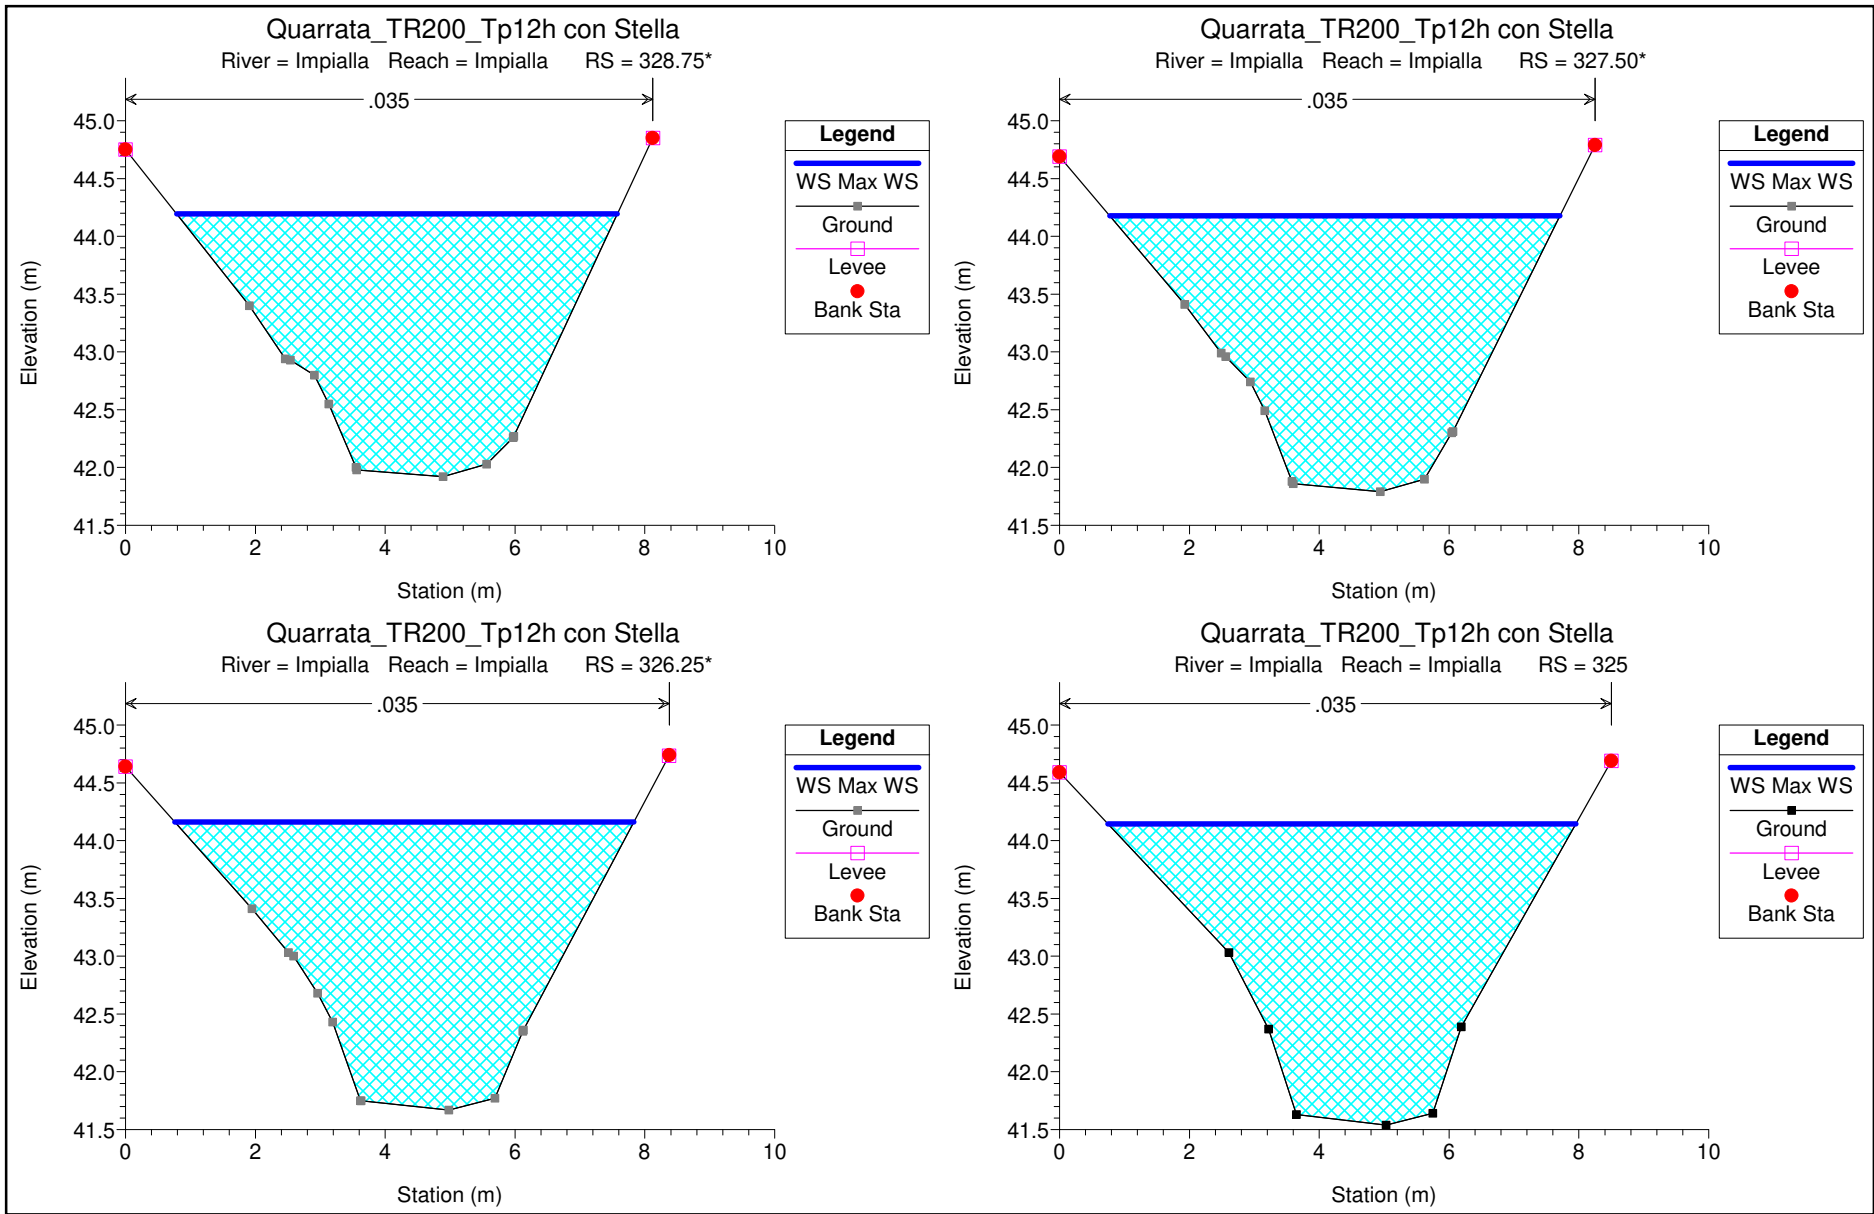 Quarrata_TR200_Tp12h con Stella
River = Impialla Reach = Impialla RS = 328.75*
.035
45.0
44.5
44.0
43.5
43.0
42.5
42.0
41.5
0 2 4 6 8 10
Station (m)
Elevation (m)
Legend
WS Max WS
Ground
Levee
Bank Sta
Quarrata_TR200_Tp12h con Stella
River = Impialla Reach = Impialla RS = 327.50*
.035
45.0
44.5
44.0
43.5
43.0
42.5
42.0
41.5
0 2 4 6 8 10
Station (m)
Elevation (m)
Legend
WS Max WS
Ground
Levee
Bank Sta
Quarrata_TR200_Tp12h con Stella
River = Impialla Reach = Impialla RS = 326.25*
.035
45.0
44.5
44.0
43.5
43.0
42.5
42.0
41.5
0 2 4 6 8 10
Station (m)
Elevation (m)
Legend
WS Max WS
Ground
Levee
Bank Sta
Quarrata_TR200_Tp12h con Stella
River = Impialla Reach = Impialla RS = 325
.035
45.0
44.5
44.0
43.5
43.0
42.5
42.0
41.5
0 2 4 6 8 10
Station (m)
Elevation (m)
Legend
WS Max WS
Ground
Levee
Bank Sta